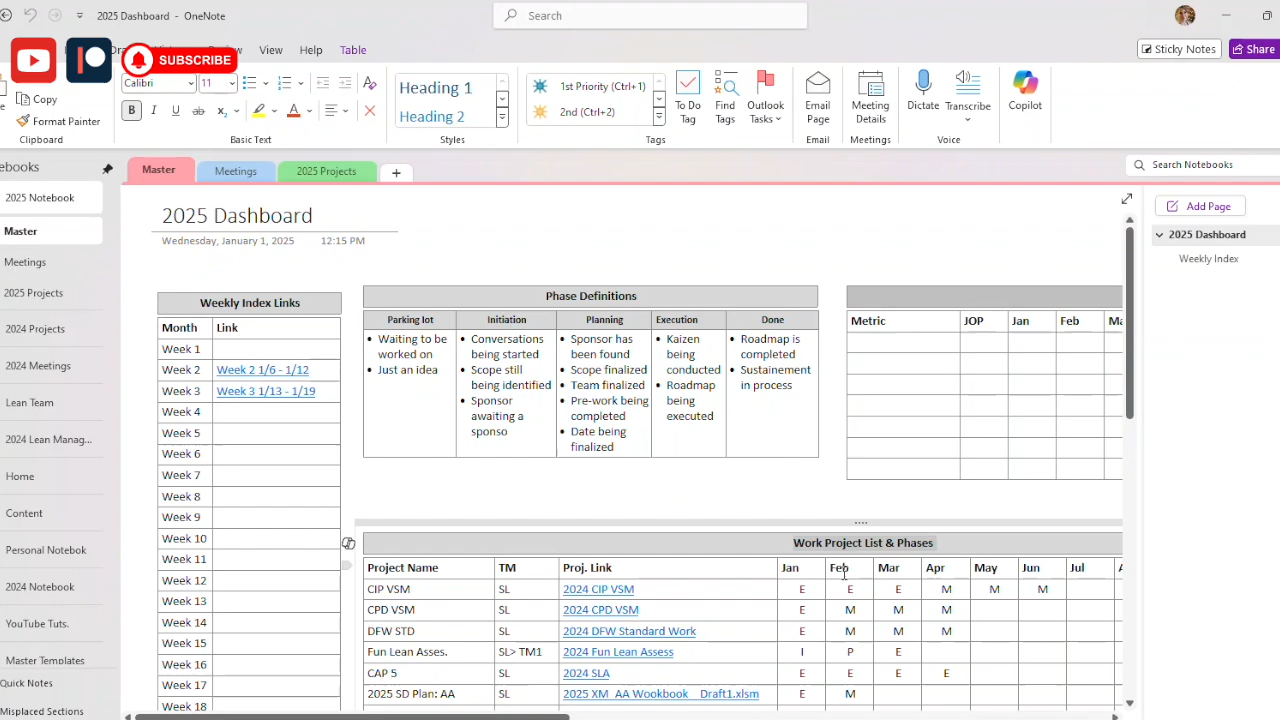 2025 Dashboard - OneNote
Search
View
Help
Table
Sticky Notes
Share
SUBSCRIBE
Copy
Format Painter
Clipboard
Calibri
11
B I U ab x₂ A
Basic Text
Heading 1
Heading 2
Styles
1st Priority (Ctrl+1)
2nd (Ctrl+2)
To Do
Tag
Find
Tags
Outlook
Tasks
Tags
Email
Page
Email
Meeting
Details
Meetings
Dictate
Transcribe
Voice
Copilot
ebooks
Master
Meetings
2025 Projects
+
Search Notebooks
2025 Notebook
Master
Meetings
2025 Projects
2024 Projects
2024 Meetings
Lean Team
2024 Lean Manag...
Home
Content
Personal Notebok
2024 Notebook
YouTube Tuts.
Master Templates
Quick Notes
Misplaced Sections
Add Page
2025 Dashboard
Weekly Index
2025 Dashboard
Wednesday, January 1, 2025 12:15 PM
Weekly Index Links
Month Link
Week 1
Week 2 Week 2 1/6 - 1/12
Week 3 Week 3 1/13 - 1/19
Week 4
Week 5
Week 6
Week 7
Week 8
Week 9
Week 10
Week 11
Week 12
Week 13
Week 14
Week 15
Week 16
Week 17
Week 18
Phase Definitions
Parking lot Initiation Planning Execution Done
• Waiting to be
worked on
• Just an idea
• Conversations
being started
• Scope still
being identified
• Sponsor
awaiting a
sponso
• Sponsor has
been found
• Scope finalized
• Team finalized
• Pre-work being
completed
• Date being
finalized
• Kaizen
being
conducted
• Roadmap
being
executed
• Roadmap is
completed
• Sustainement
in process
Metric JOP Jan Feb Ma
Work Project List & Phases
Project Name TM Proj. Link Jan Feb Mar Apr May Jun Jul A
CIP VSM SL 2024 CIP VSM E E E M M M
CPD VSM SL 2024 CPD VSM E M M M
DFW STD SL 2024 DFW Standard Work E M M M
Fun Lean Asses. SL> TM1 2024 Fun Lean Assess I P E
CAP 5 SL 2024 SLA E E E E
2025 SD Plan: AA SL 2025 XM_AA Wookbook__Draft1.xlsm E M